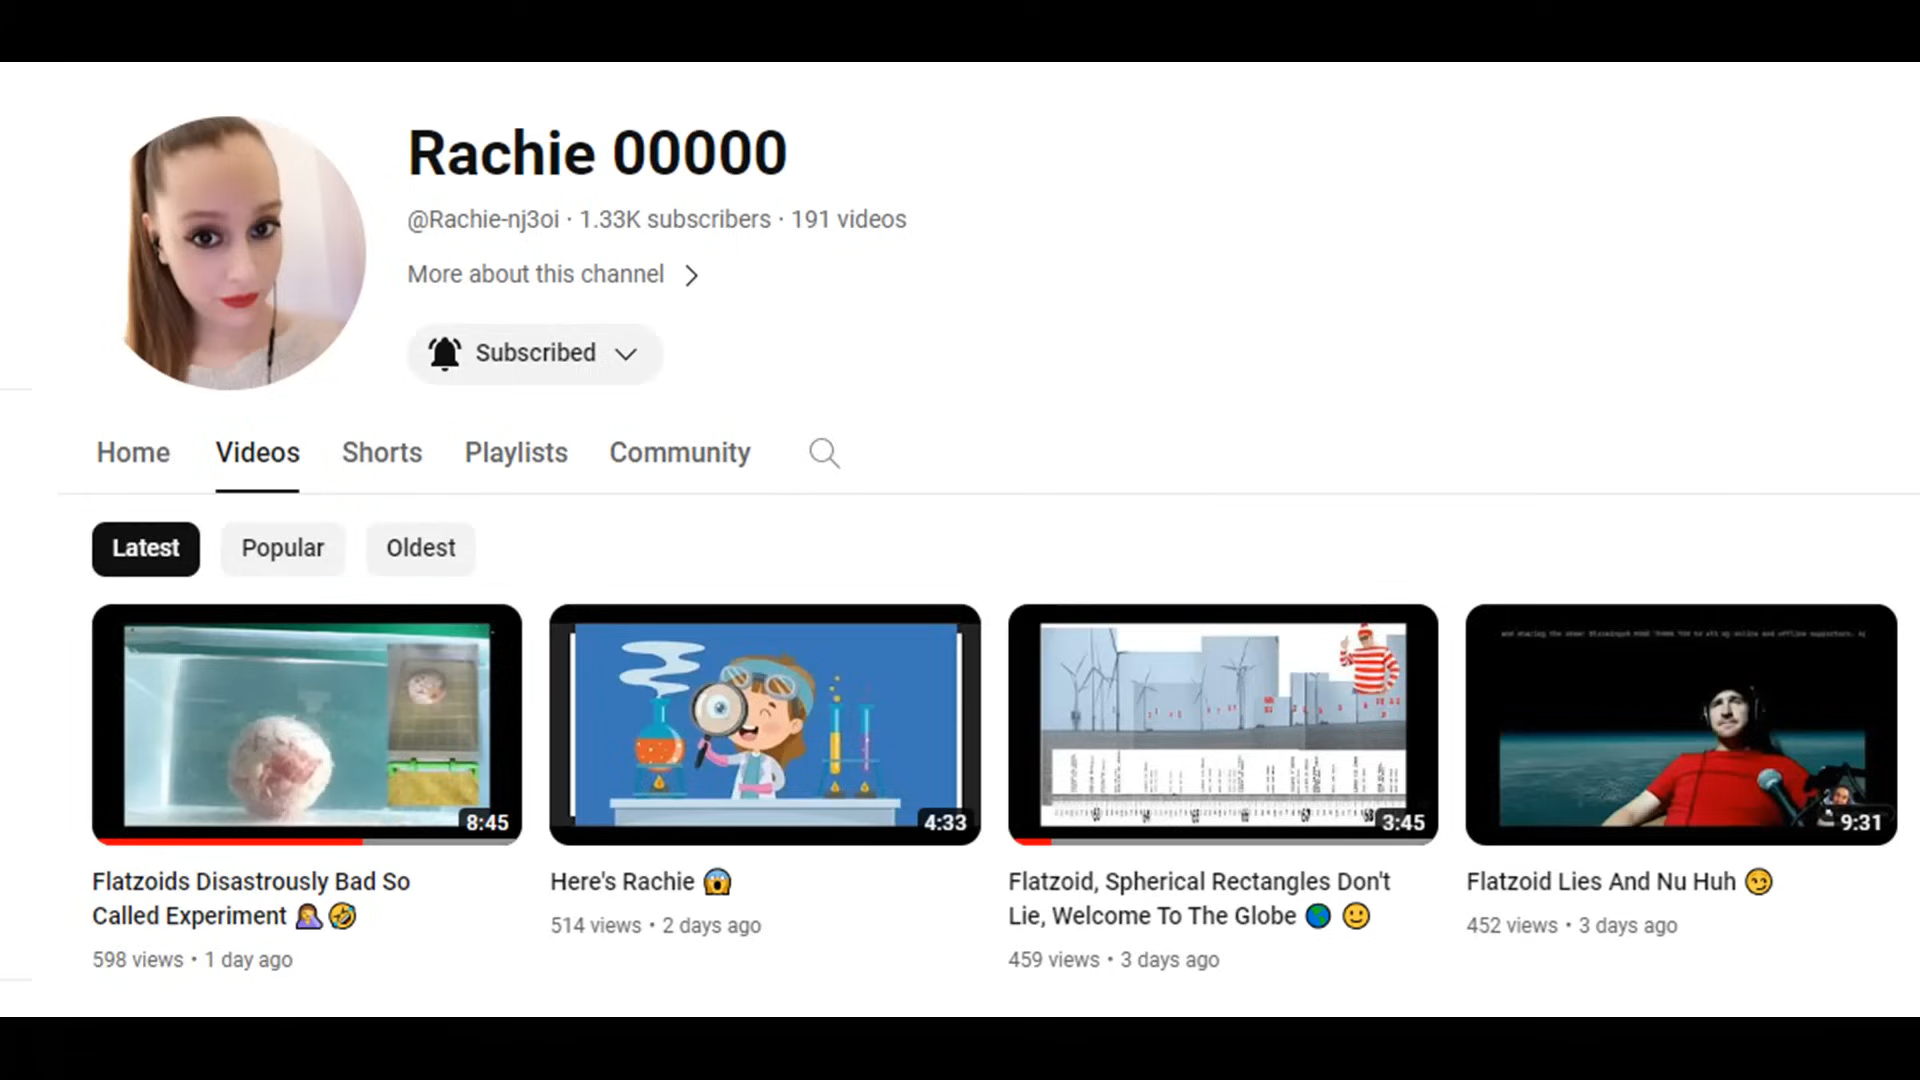 Rachie 00000
@Rachie-nj3oi · 1.33K subscribers · 191 videos
More about this channel
Subscribed
Home Videos Shorts Playlists Community
Latest Popular Oldest
8:45 4:33 3:45 9:31
Flatzoids Disastrously Bad So
Called Experiment 🤦‍♀️🤣
598 views • 1 day ago
Here's Rachie 😱
514 views • 2 days ago
Flatzoid, Spherical Rectangles Don't
Lie, Welcome To The Globe 🌎 🙂
459 views • 3 days ago
Flatzoid Lies And Nu Huh 😏
452 views • 3 days ago